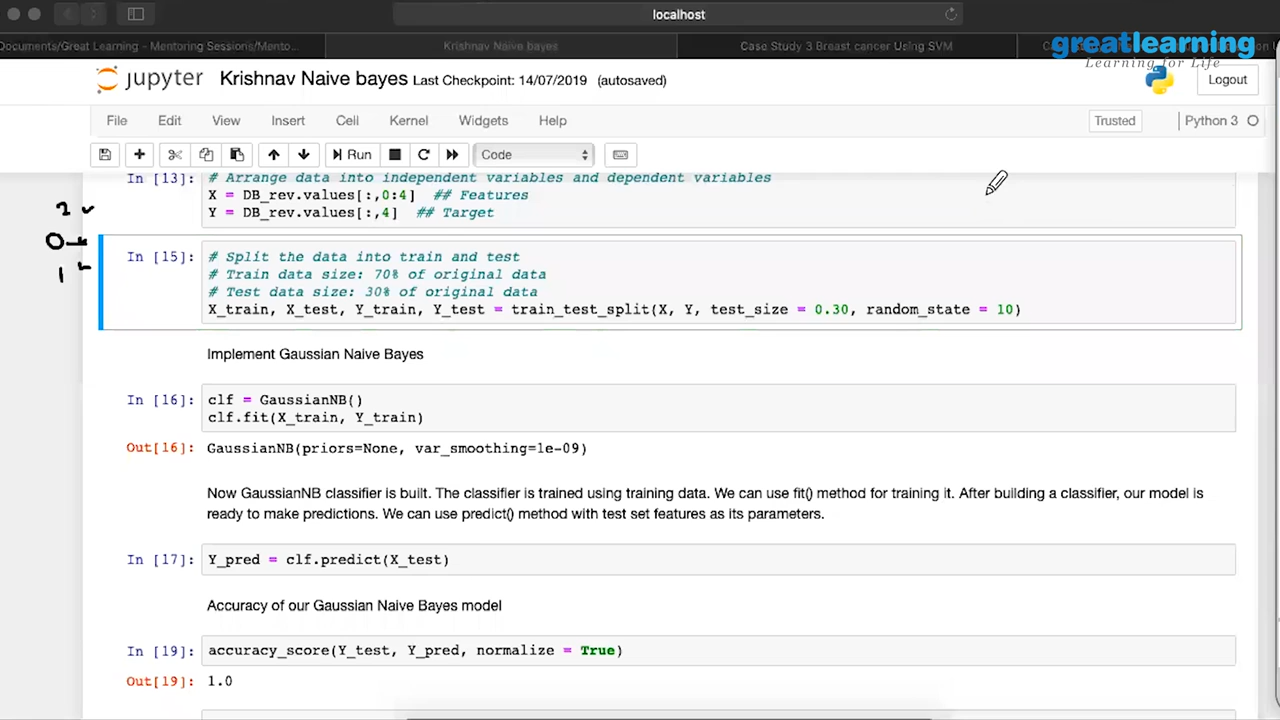 localhost
Documents/Great Learning - Mentoring Sessions/Mento...
Krishnav Naive bayes
Case Study 3 Breast cancer Using SVM
greatlearning
Learning for Life
jupyter Krishnav Naive bayes Last Checkpoint: 14/07/2019 (autosaved)
Logout
File Edit View Insert Cell Kernel Widgets Help
Trusted
Python 3
Run
Code
In [13]: # Arrange data into independent variables and dependent variables
X = DB_rev.values[:,0:4] ## Features
Y = DB_rev.values[:,4] ## Target
2
0
1
In [15]: # Split the data into train and test
# Train data size: 70% of original data
# Test data size: 30% of original data
X_train, X_test, Y_train, Y_test = train_test_split(X, Y, test_size = 0.30, random_state = 10)
Implement Gaussian Naive Bayes
In [16]: clf = GaussianNB()
clf.fit(X_train, Y_train)
Out[16]: GaussianNB(priors=None, var_smoothing=1e-09)
Now GaussianNB classifier is built. The classifier is trained using training data. We can use fit() method for training it. After building a classifier, our model is
ready to make predictions. We can use predict() method with test set features as its parameters.
In [17]: Y_pred = clf.predict(X_test)
Accuracy of our Gaussian Naive Bayes model
In [19]: accuracy_score(Y_test, Y_pred, normalize = True)
Out[19]: 1.0